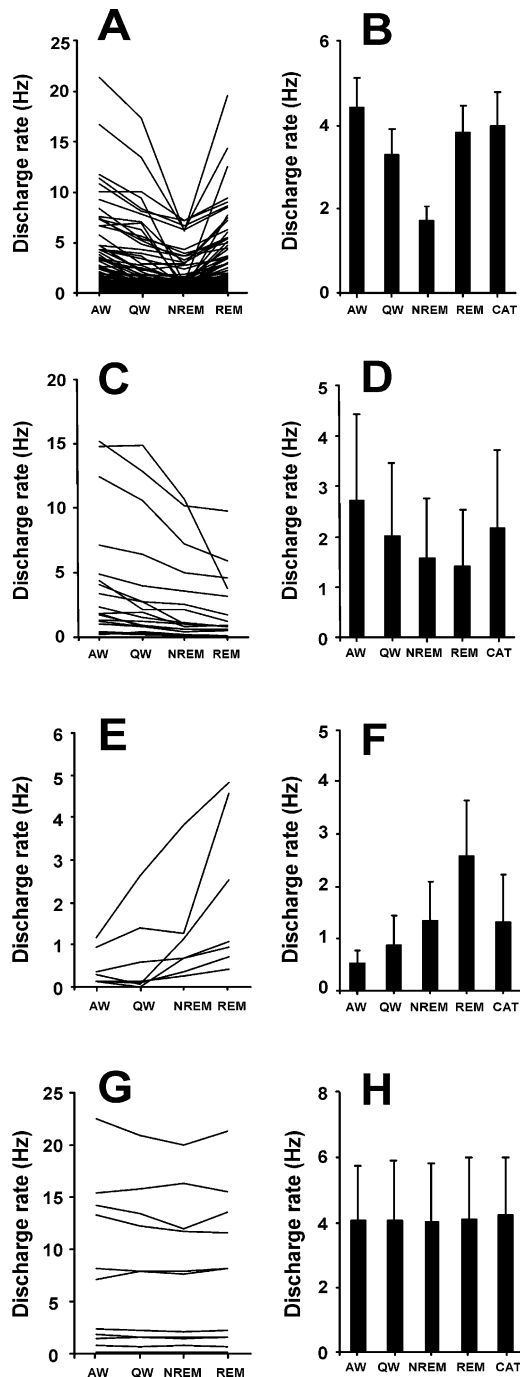 A
Discharge rate (Hz)
25
20
15
10
5
0
AW QW NREM REM
B
Discharge rate (Hz)
6
4
2
0
AW QW NREM REM CAT
C
Discharge rate (Hz)
20
15
10
5
0
AW QW NREM REM
D
Discharge rate (Hz)
5
4
3
2
1
0
AW QW NREM REM CAT
E
Discharge rate (Hz)
6
5
4
3
2
1
0
AW QW NREM REM
F
Discharge rate (Hz)
5
4
3
2
1
0
AW QW NREM REM CAT
G
Discharge rate (Hz)
25
20
15
10
5
0
AW QW NREM REM
H
Discharge rate (Hz)
8
6
4
2
0
AW QW NREM REM CAT